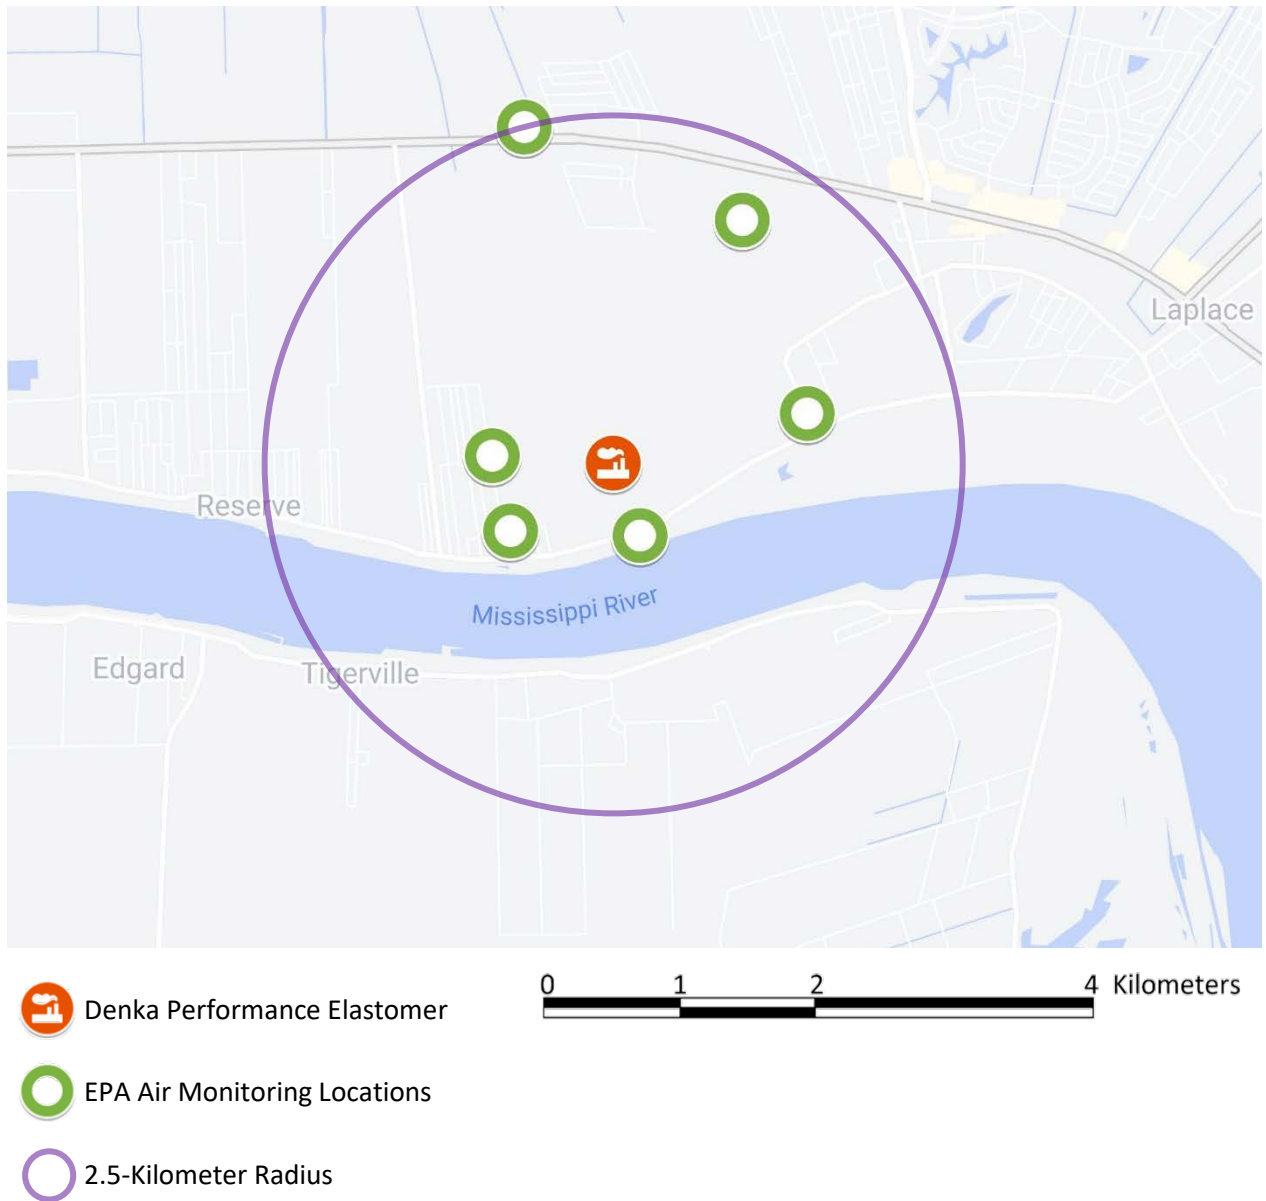 Laplace
Reserve
Mississippi River
Edgard
Tigerville
0 1 2 4 Kilometers
Denka Performance Elastomer
EPA Air Monitoring Locations
2.5-Kilometer Radius